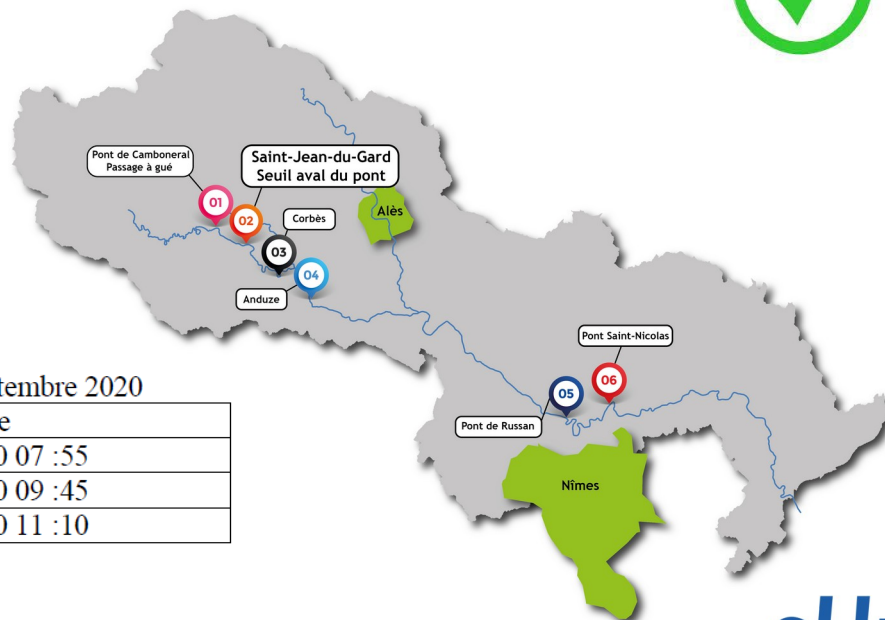 Pont de Camboneral
Passage à gué
Saint-Jean-du-Gard
Seuil aval du pont
01
02
Corbès
Alès
03
04
Anduze
Pont Saint-Nicolas
05
06
Pont de Russan
Nîmes
tembre 2020
e
0 07 :55
0 09 :45
0 11 :10